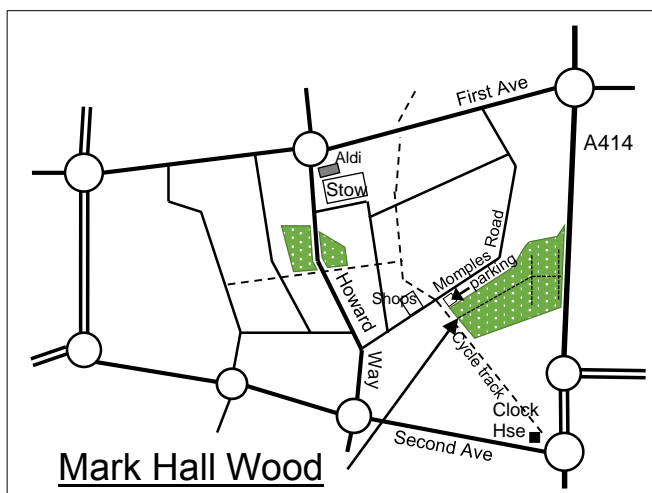 First Ave
A414
Aldi
Stow
Momples Road
parking
Shops
Howard Way
Cycle track
Clock
Hse
Second Ave
Mark Hall Wood